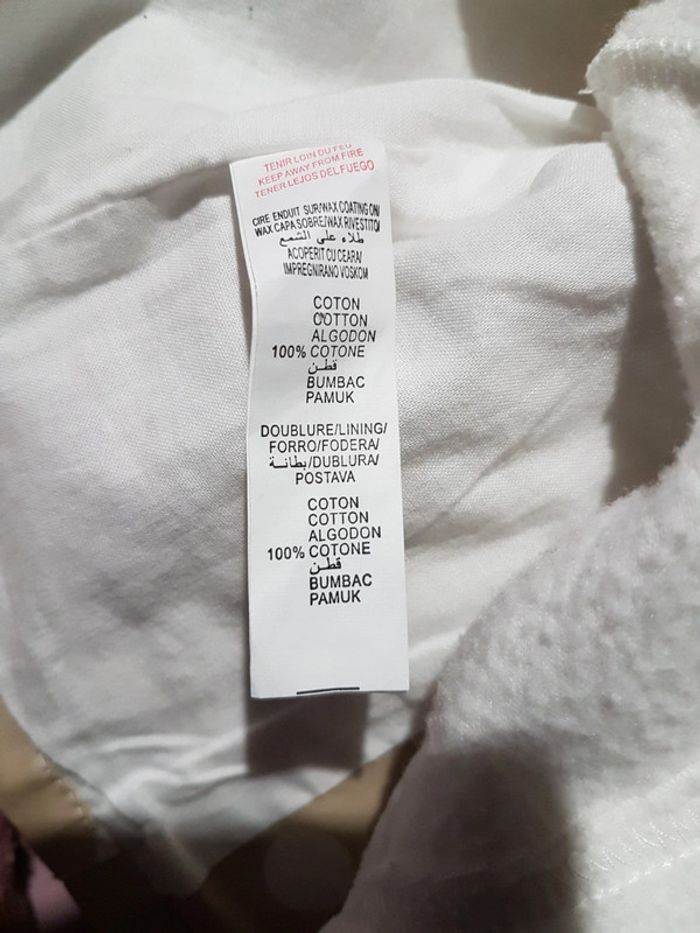 TENIR LOIN DU FEU
KEEP AWAY FROM FIRE
TENER LEJOS DEL FUEGO
CIRE ENDUIT SUR/WAX COATING ON/
WAX CAPA SOBRE/WAX RIVESTITO/
طلاء على الشمع
ACOPERIT CU CEARA/
IMPREGNIRANO VOSKOM
COTON
COTTON
ALGODON
100% COTONE
قطن
BUMBAC
PAMUK
DOUBLURE/LINING/
FORRO/FODERA/
بطانة/DUBLURA/
POSTAVA
COTON
COTTON
ALGODON
100% COTONE
قطن
BUMBAC
PAMUK